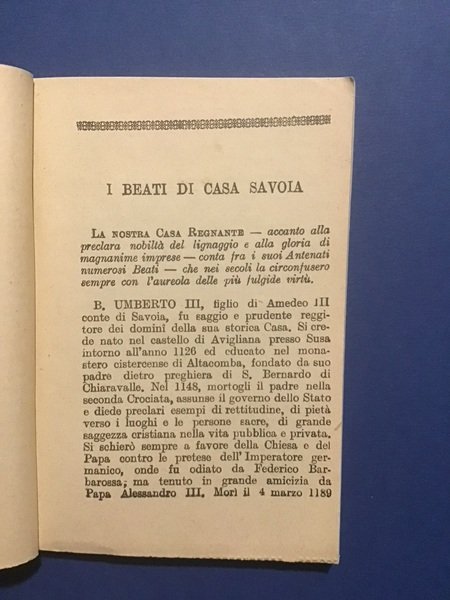 I BEATI DI CASA SAVOIA
LA NOSTRA CASA REGNANTE — accanto alla
preclara nobiltà del lignaggio e alla gloria di
magnanime imprese — conta fra i suoi Antenati
numerosi Beati — che nei secoli la circonfusero
sempre con l'aureola delle più fulgide virtù.
B. UMBERTO III, figlio di Amedeo III
conte di Savoia, fu saggio e prudente reggi-
tore dei domini della sua storica Casa. Si cre-
de nato nel castello di Avigliana presso Susa
intorno all'anno 1126 ed educato nel mona-
stero cistercense di Altacomba, fondato da suo
padre dietro preghiera di S. Bernardo di
Chiaravalle. Nel 1148, mortogli il padre nella
seconda Crociata, assunse il governo dello Stato
e diede preclari esempi di rettitudine, di pietà
verso i luoghi e le persone sacre, di grande
saggezza cristiana nella vita pubblica e privata.
Si schierò sempre a favore della Chiesa e del
Papa contro le pretese dell'Imperatore ger-
manico, onde fu odiato da Federico Bar-
barossa; ma tenuto in grande amicizia da
Papa Alessandro III. Morì il 4 marzo 1189